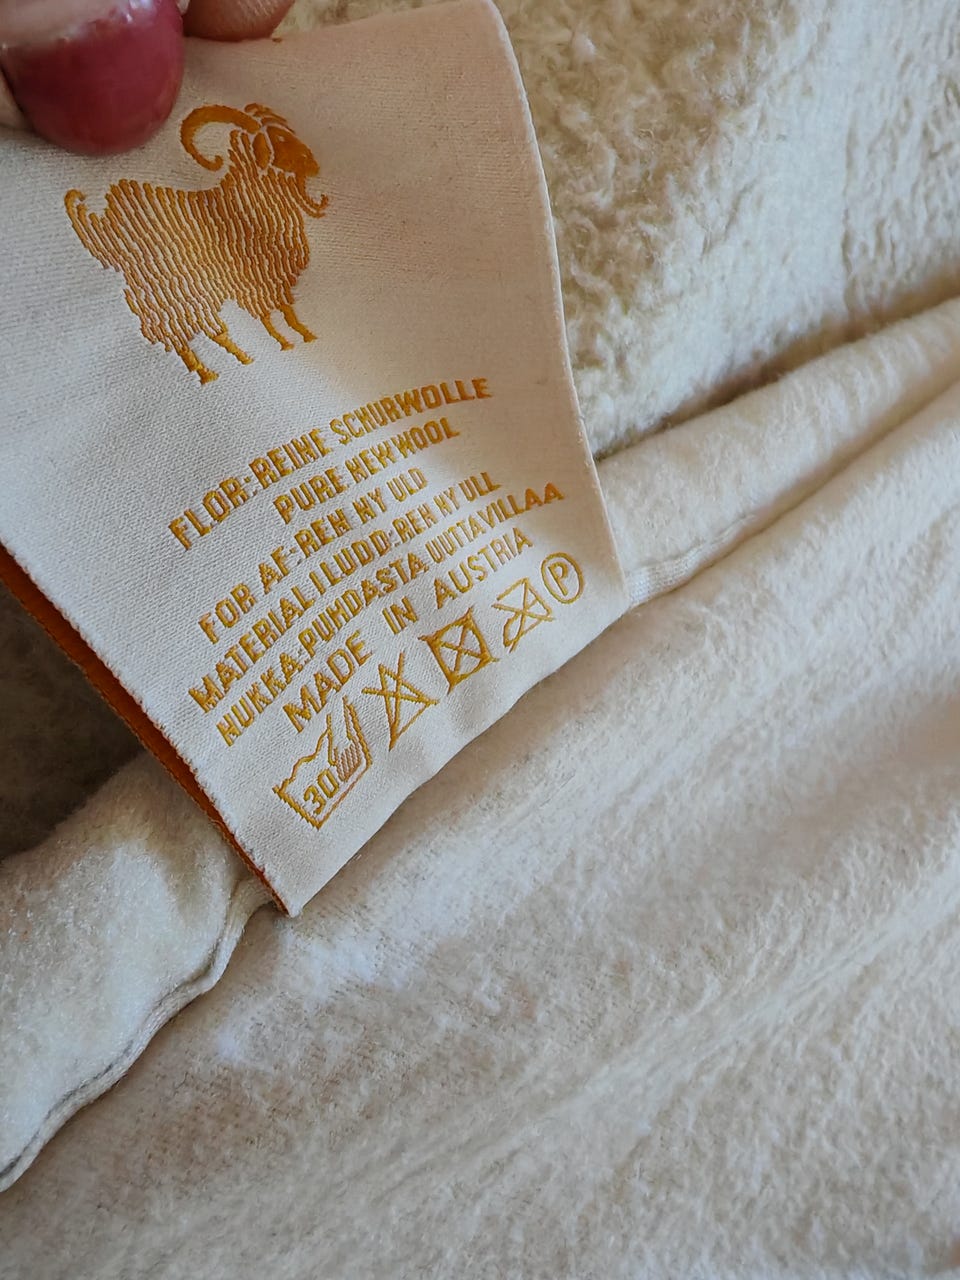 FLOR:REINE SCHURWOLLE
PURE NEW WOOL
FOR AF:REN NY ULD
MATERIAL I LUDD:REN NY ULL
NUKKA:PUHDASTA UUTTAVILLAA
MADE IN AUSTRIA
30 P